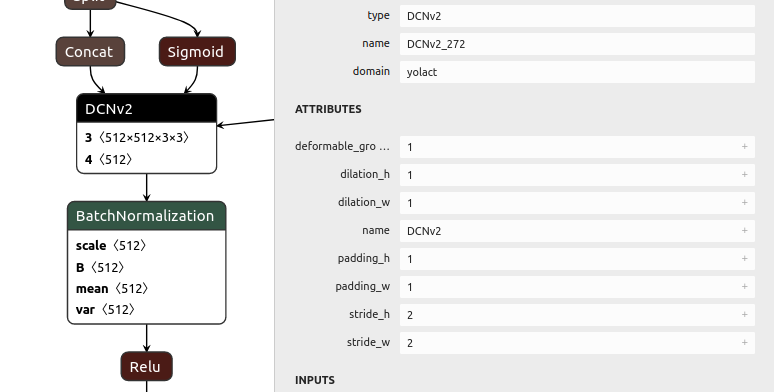 Split
Concat
Sigmoid
DCNv2
3〈512×512×3×3〉
4〈512〉
BatchNormalization
scale〈512〉
B〈512〉
mean〈512〉
var〈512〉
Relu
type DCNv2
name DCNv2_272
domain yolact
ATTRIBUTES
deformable_gro ... 1 +
dilation_h 1 +
dilation_w 1 +
name DCNv2 +
padding_h 1 +
padding_w 1 +
stride_h 2 +
stride_w 2 +
INPUTS